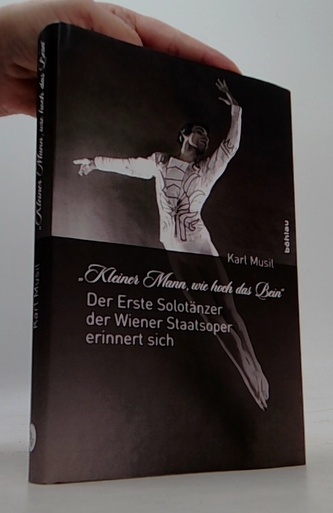 Karl Musil
„Kleiner Mann, wie hoch das Bein“
Der Erste Solotänzer
der Wiener Staatsoper
erinnert sich
böhlau
Karl Musil
„Kleiner Mann, wie hoch das Bein“